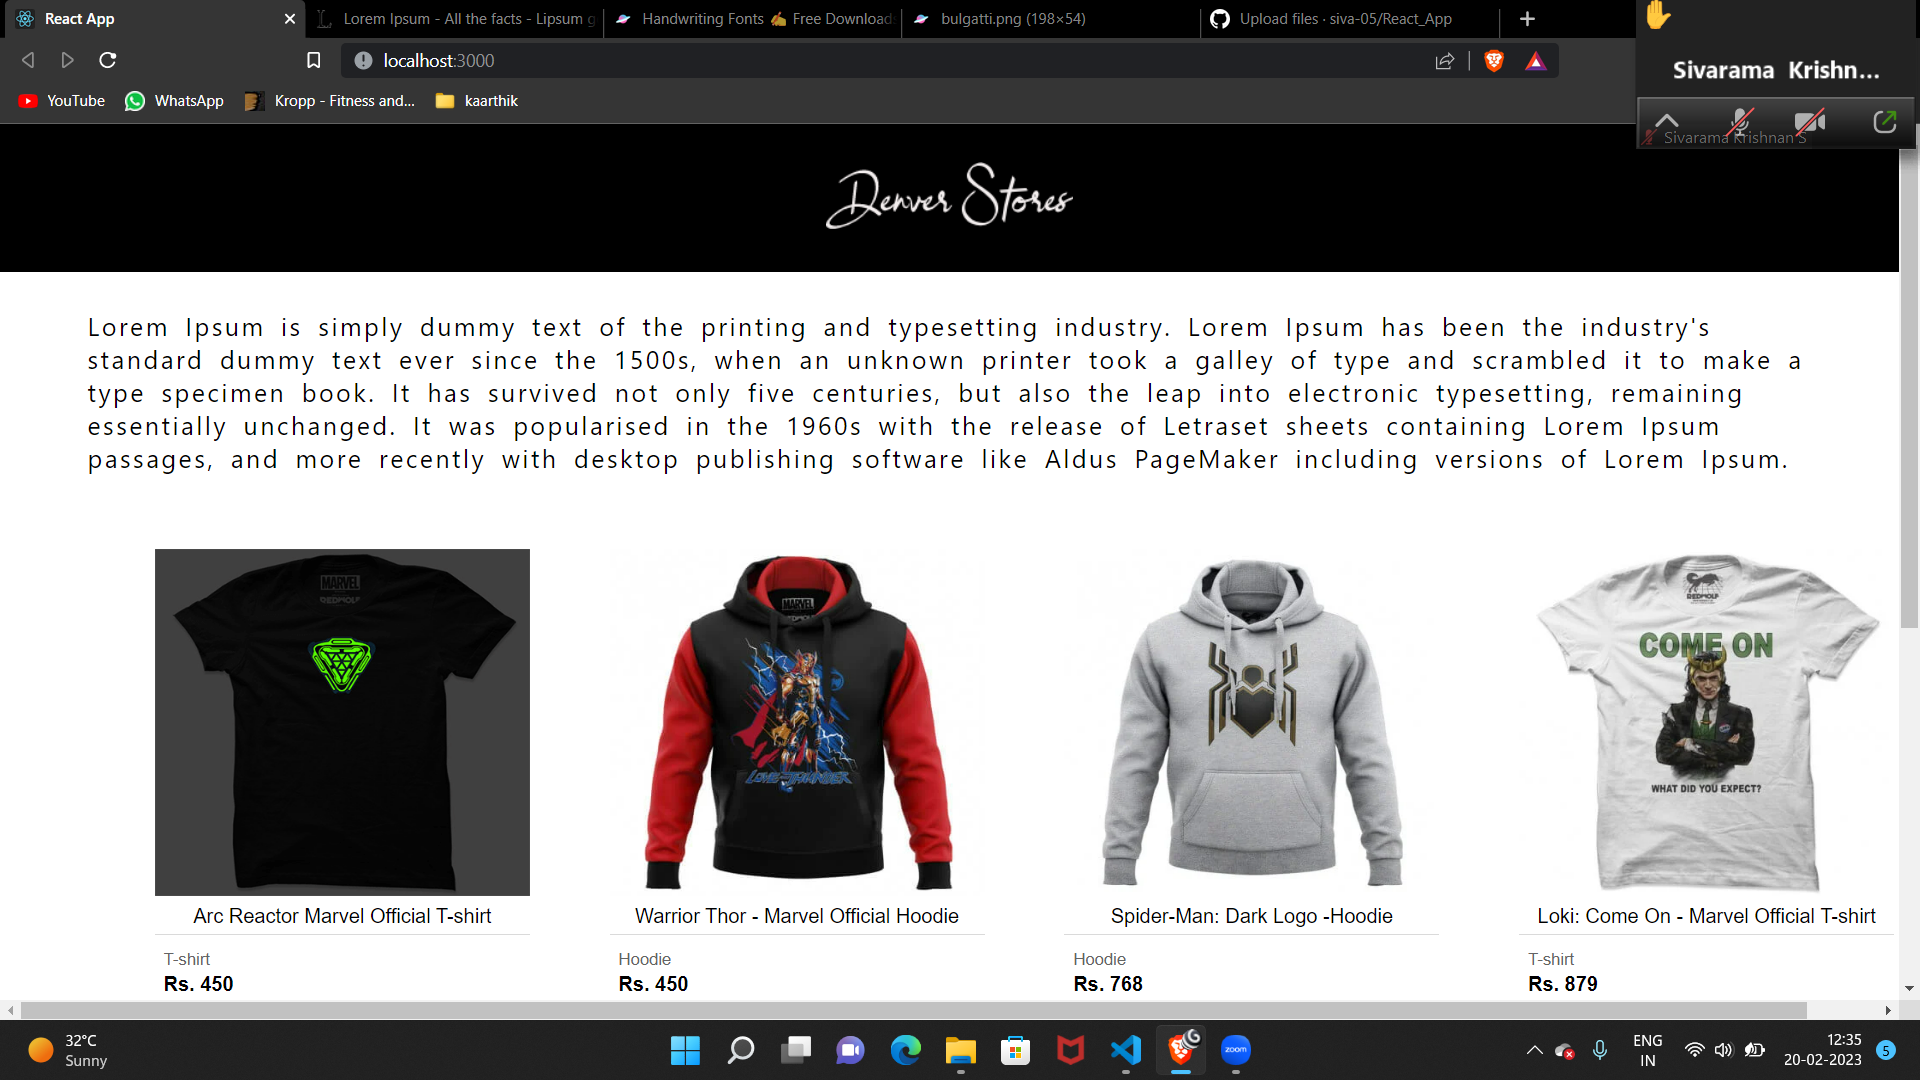 React App
Lorem Ipsum - All the facts - Lipsum g
Handwriting Fonts ✍ Free Download
bulgatti.png (198×54)
Upload files · siva-05/React_App
Sivarama Krishn...
localhost:3000
YouTube
WhatsApp
Kropp - Fitness and...
kaarthik
Sivarama Krishnan S
Denver Stores
Lorem Ipsum is simply dummy text of the printing and typesetting industry. Lorem Ipsum has been the industry's
standard dummy text ever since the 1500s, when an unknown printer took a galley of type and scrambled it to make a
type specimen book. It has survived not only five centuries, but also the leap into electronic typesetting, remaining
essentially unchanged. It was popularised in the 1960s with the release of Letraset sheets containing Lorem Ipsum
passages, and more recently with desktop publishing software like Aldus PageMaker including versions of Lorem Ipsum.
MARVEL
REDWOLF
MARVEL
REDWOLF
COME ON
WHAT DID YOU EXPECT?
Arc Reactor Marvel Official T-shirt
Warrior Thor - Marvel Official Hoodie
Spider-Man: Dark Logo -Hoodie
Loki: Come On - Marvel Official T-shirt
T-shirt
Rs. 450
Hoodie
Rs. 450
Hoodie
Rs. 768
T-shirt
Rs. 879
32°C
Sunny
zoom
ENG
IN
12:35
20-02-2023
5